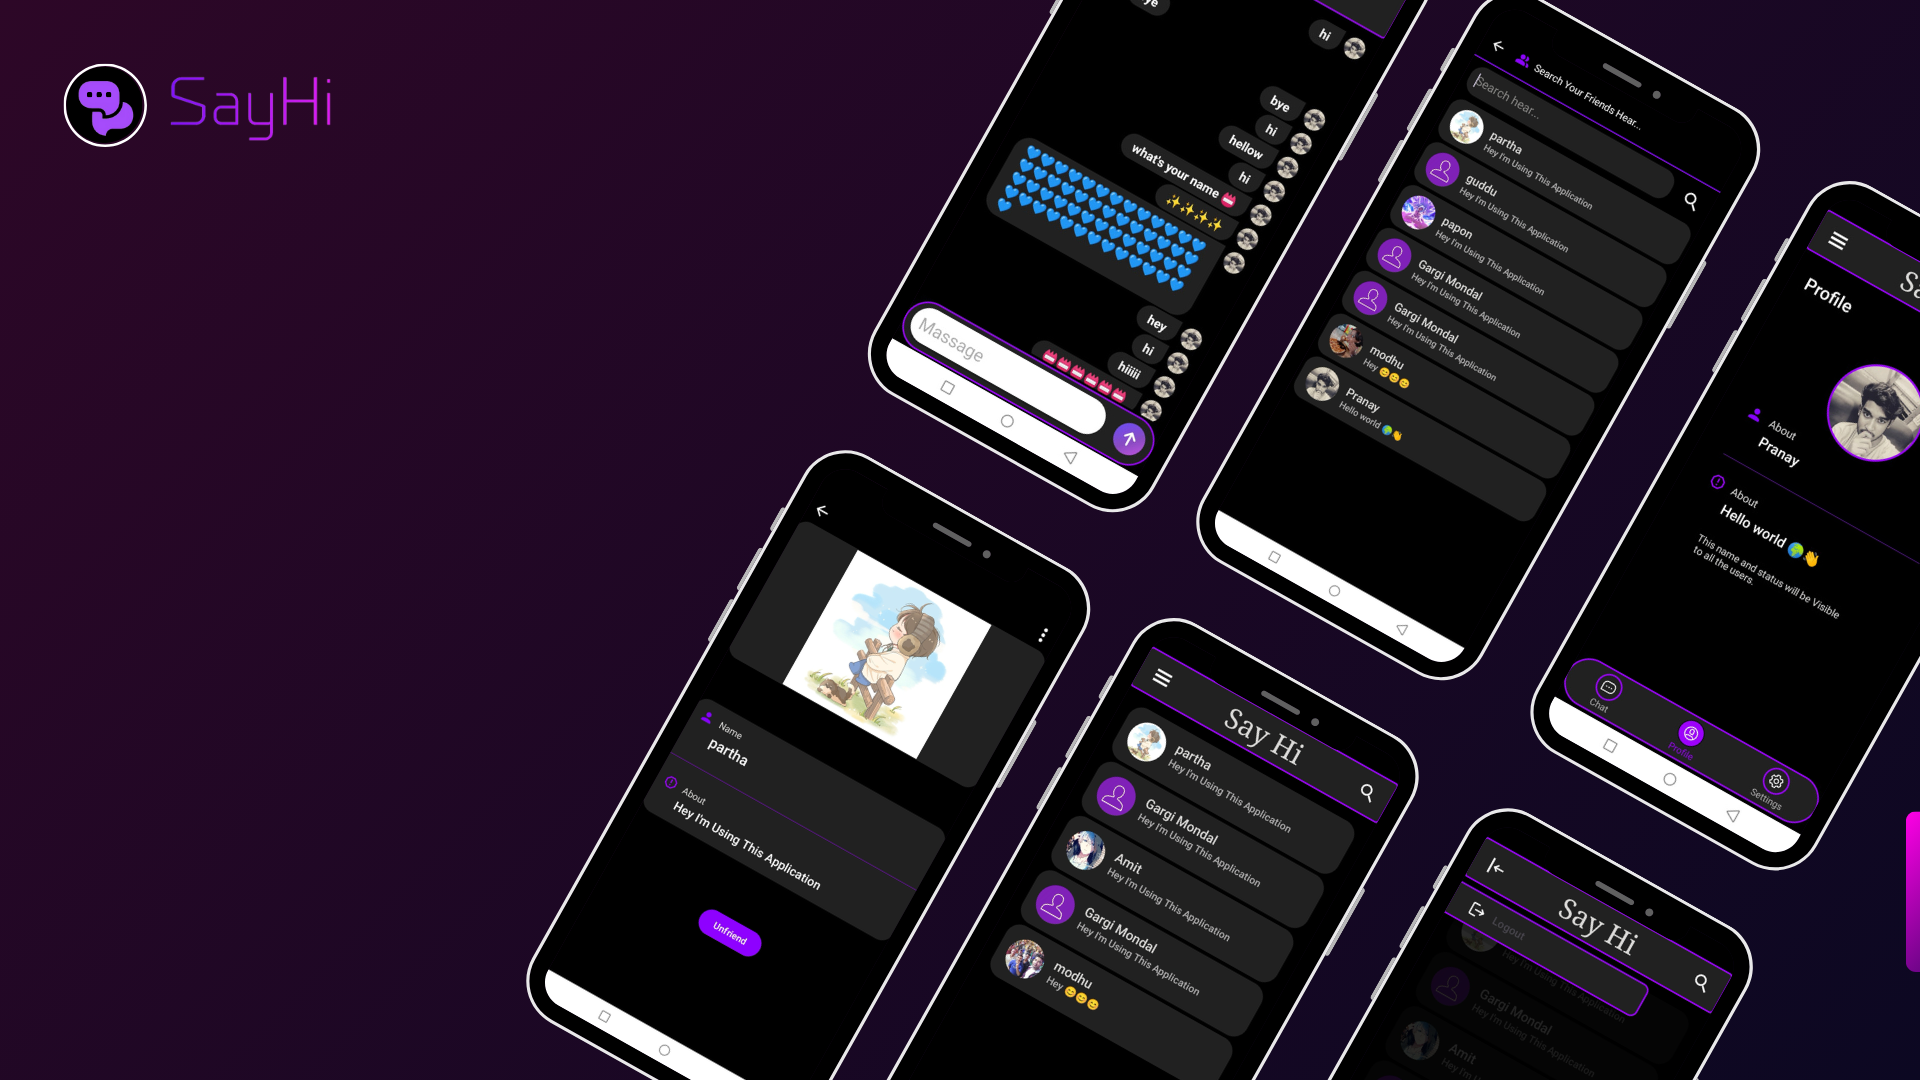 SayHi
hi
bye
hi
hellow
hi
what's your name 👅
✨✨✨✨
hey
hi
hiiiii
Massage
Search Your Friends Hear...
Search hear...
partha
Hey I'm Using This Application
guddu
Hey I'm Using This Application
papon
Hey I'm Using This Application
Gargi Mondal
Hey I'm Using This Application
Gargi Mondal
Hey I'm Using This Application
modhu
Hey 😊😊😊
Pranay
Hello world 🌍👋
Profile
About
Pranay
About
Hello world 🌍👋
This name and status will be Visible
to all the users.
Chat
Profile
Settings
Name
partha
About
Hey I'm Using This Application
Unfriend
Say Hi
partha
Hey I'm Using This Application
Gargi Mondal
Hey I'm Using This Application
Amit
Hey I'm Using This Application
Gargi Mondal
Hey I'm Using This Application
modhu
Hey 😊😊😊
Say Hi
Logout
Gargi Mondal
Hey I'm Using This Application
Amit